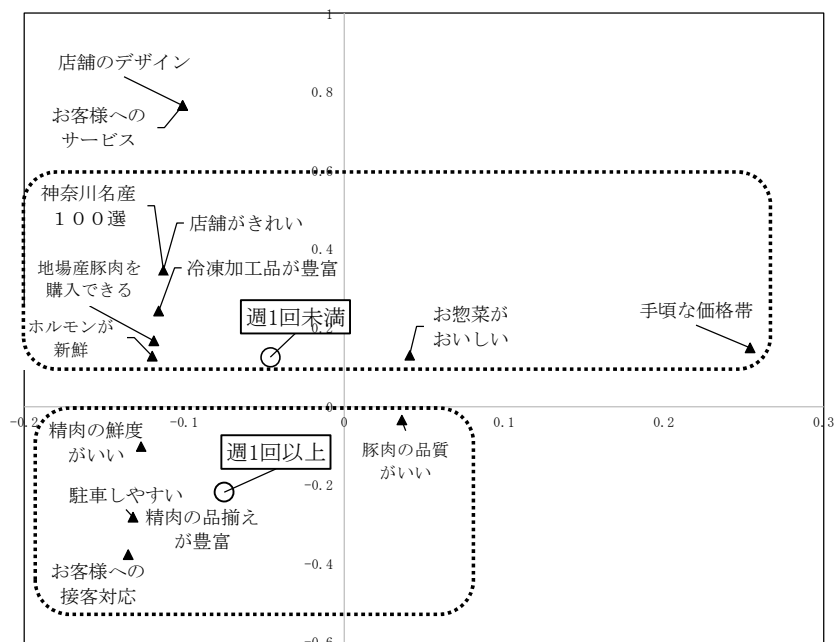 1
店舗のデザイン
0.8
お客様への
サービス
0.6
神奈川名産
１００選
店舗がきれい
0.4
地場産豚肉を
購入できる
冷凍加工品が豊富
ホルモンが
新鮮
週1回未満
0.2
お惣菜が
おいしい
手頃な価格帯
0
-0.2
-0.1
0
0.1
0.2
0.3
精肉の鮮度
がいい
週1回以上
豚肉の品質
がいい
-0.2
駐車しやすい
精肉の品揃え
が豊富
-0.4
お客様への
接客対応
-0.6